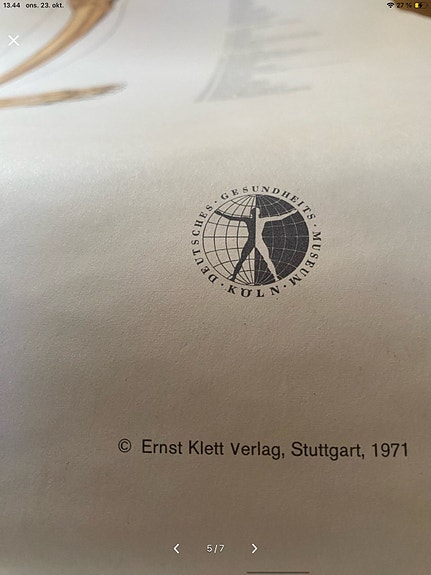 13.44 ons. 23. okt.
27 %
DEUTSCHES · GESUNDHEITS · MUSEUM · KÖLN ·
© Ernst Klett Verlag, Stuttgart, 1971
5/7